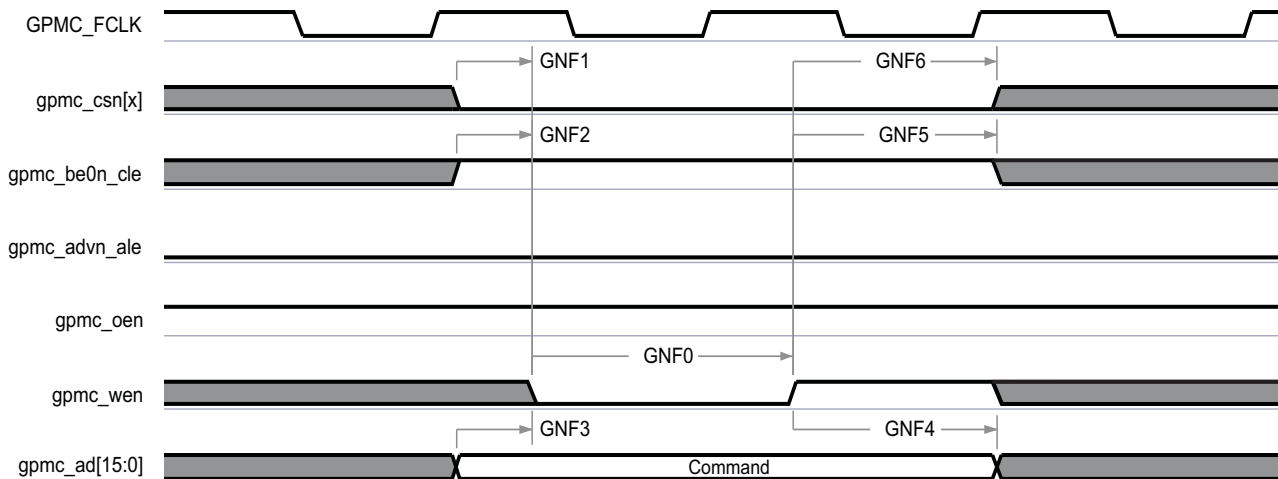 GPMC_FCLK
GNF1
GNF6
gpmc_csn[x]
GNF2
GNF5
gpmc_be0n_cle
gpmc_advn_ale
gpmc_oen
GNF0
gpmc_wen
GNF3
GNF4
gpmc_ad[15:0]
Command